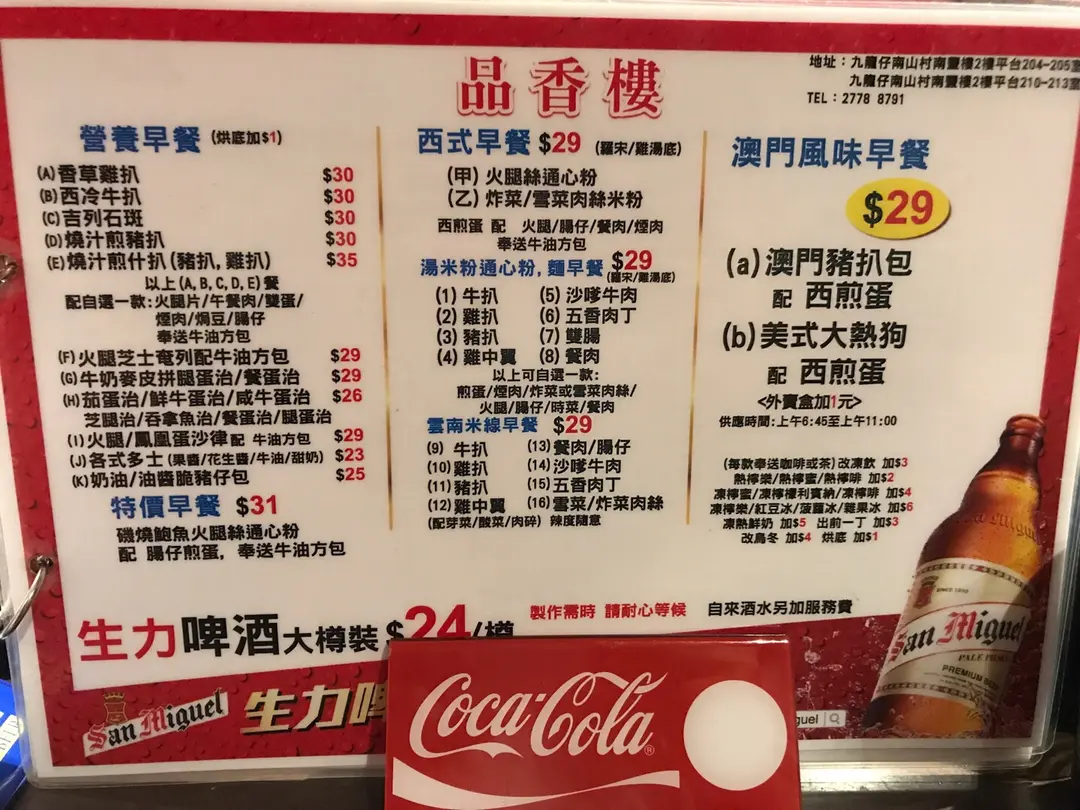 品香樓
地址：九龍仔南山村南豐樓2樓平台204-205室
九龍仔南山村南豐樓2樓平台210-213室
TEL：2778 8791
營養早餐 (烘底加$1)
(A)香草雞扒 $30
(B)西冷牛扒 $30
(C)吉列石斑 $30
(D)燒汁煎豬扒 $30
(E)燒汁煎什扒(豬扒,雞扒) $35
以上(A,B,C,D,E)餐
配自選一款:火腿片/午餐肉/雙蛋/
煙肉/焗豆/腸仔
奉送牛油方包
(F)火腿芝士奄列配牛油方包 $29
(G)牛奶麥皮拼腿蛋治/餐蛋治 $29
(H)茄蛋治/鮮牛蛋治/咸牛蛋治 $26
芝腿治/吞拿魚治/餐蛋治/腿蛋治
(I)火腿/鳳凰蛋沙律 配 牛油方包 $29
(J)各式多士(果醬/花生醬/牛油/甜奶) $23
(K)奶油/油醬脆豬仔包 $25
特價早餐 $31
磯燒鮑魚火腿絲通心粉
配 腸仔煎蛋, 奉送牛油方包
西式早餐 $29 (羅宋/雞湯底)
(甲) 火腿絲通心粉
(乙) 炸菜/雪菜肉絲米粉
西煎蛋 配 火腿/腸仔/餐肉/煙肉
奉送牛油方包
湯米粉通心粉, 麵早餐 $29
(羅宋/雞湯底)
(1) 牛扒 (5) 沙嗲牛肉
(2) 雞扒 (6) 五香肉丁
(3) 豬扒 (7) 雙腸
(4) 雞中翼 (8) 餐肉
以上可自選一款:
煎蛋/煙肉/炸菜或雪菜肉絲/
火腿/腸仔/時菜/餐肉
雲南米線早餐 $29
(9) 牛扒 (13) 餐肉/腸仔
(10) 雞扒 (14) 沙嗲牛肉
(11) 豬扒 (15) 五香肉丁
(12) 雞中翼 (16) 雪菜/炸菜肉絲
(配芽菜/酸菜/肉碎) 辣度隨意
澳門風味早餐
$29
(a)澳門豬扒包
配 西煎蛋
(b)美式大熱狗
配 西煎蛋
<外賣盒加1元>
供應時間:上午6:45至上午11:00
(每款奉送咖啡或茶)改凍飲 加$3
熱檸樂/熱檸蜜/熱檸啡 加$2
凍檸蜜/凍檸檬利賓納/凍檸啡 加$4
凍檸樂/紅豆冰/菠蘿冰/雜果冰 加$6
凍熱鮮奶 加$5 出前一丁 加$3
改烏冬 加$4 烘底 加$1
製作需時 請耐心等候 自來酒水另加服務費
生力啤酒大樽裝 $24/樽
San Miguel 生力啤
Coca-Cola
San Miguel
SINCE 1890
San Miguel
PALE PILSEN
PREMIUM BEER
guel